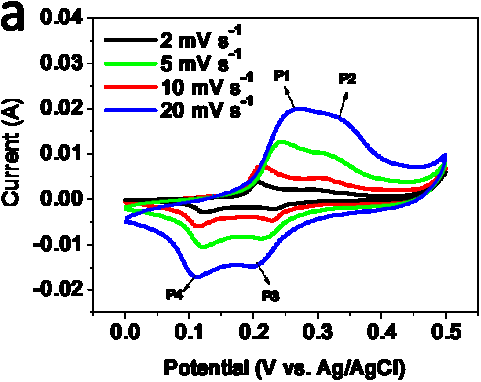 a
0.04
0.03
0.02
0.01
0.00
-0.01
-0.02
Current (A)
2 mV s⁻¹
5 mV s⁻¹
10 mV s⁻¹
20 mV s⁻¹
P1
P2
P4
P3
0.0 0.1 0.2 0.3 0.4 0.5
Potential (V vs. Ag/AgCl)